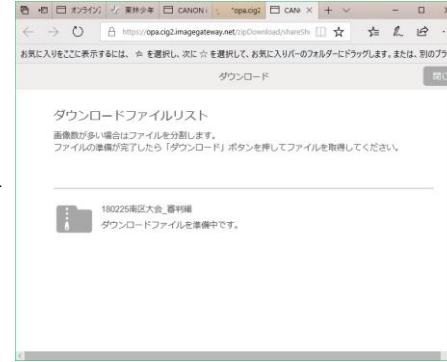 オンライン
東林少年
CANON
"opa.cig2
CAN
https://opa.cig2.imagegateway.net/zipDownload/shareSh
お気に入りをここに表示するには、☆ を選択し、次に ☆ を選択して、お気に入りバーのフォルダーにドラッグします。または、別のブラ
ダウンロード
閉じ
ダウンロードファイルリスト
画像数が多い場合はファイルを分割します。
ファイルの準備が完了したら「ダウンロード」ボタンを押してファイルを取得してください。
180225南区大会_審判編
ダウンロードファイルを準備中です。